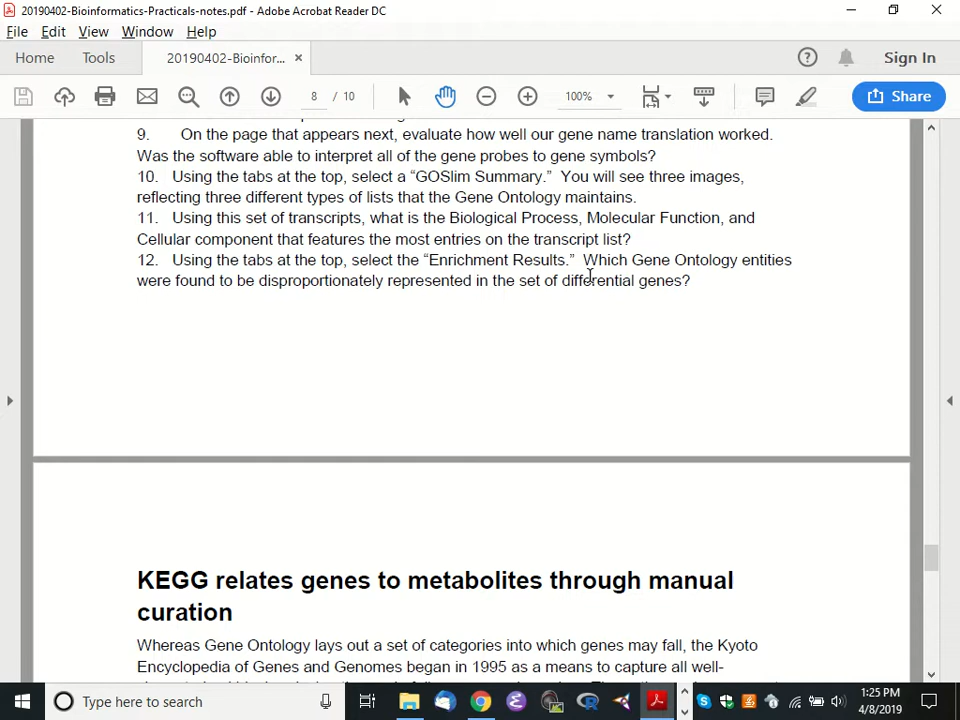 20190402-Bioinformatics-Practicals-notes.pdf - Adobe Acrobat Reader DC
File Edit View Window Help
Home Tools 20190402-Bioinfor... × Sign In
8 / 10 100% Share
9. On the page that appears next, evaluate how well our gene name translation worked.
Was the software able to interpret all of the gene probes to gene symbols?
10. Using the tabs at the top, select a “GOSlim Summary.” You will see three images,
reflecting three different types of lists that the Gene Ontology maintains.
11. Using this set of transcripts, what is the Biological Process, Molecular Function, and
Cellular component that features the most entries on the transcript list?
12. Using the tabs at the top, select the “Enrichment Results.” Which Gene Ontology entities
were found to be disproportionately represented in the set of differential genes?
KEGG relates genes to metabolites through manual
curation
Whereas Gene Ontology lays out a set of categories into which genes may fall, the Kyoto
Encyclopedia of Genes and Genomes began in 1995 as a means to capture all well-
Type here to search
1:25 PM
4/8/2019